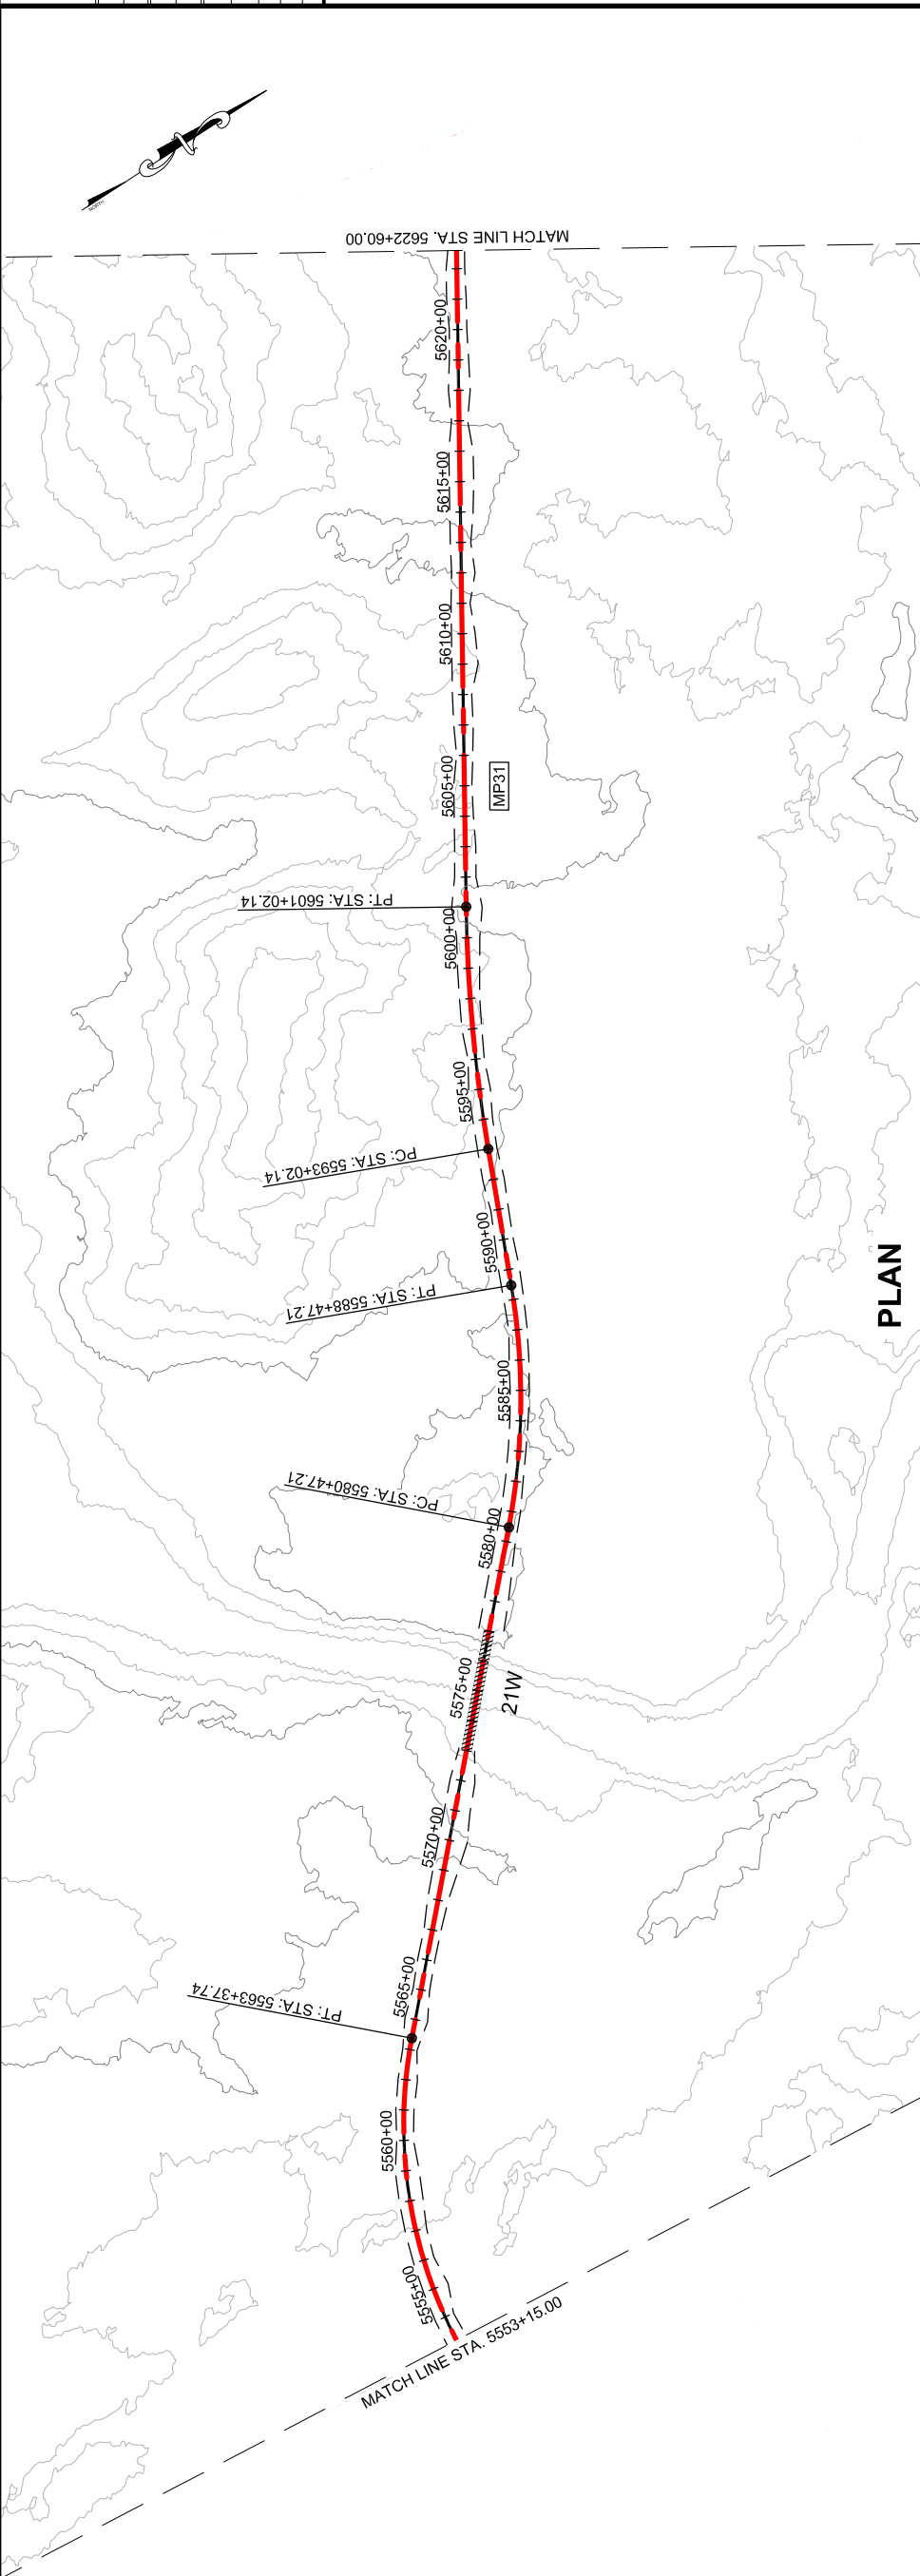 NORTH
MATCH LINE STA. 5622+60.00
5620+00
5615+00
5610+00
5605+00
MP31
PT: STA: 5601+02.14
5600+00
5595+00
PC: STA: 5593+02.14
5590+00
PT: STA: 5588+47.21
PLAN
5585+00
PC: STA: 5580+47.21
5580+00
5575+00
21W
5570+00
5565+00
PT: STA: 5563+37.74
5560+00
5555+00
MATCH LINE STA. 5553+15.00